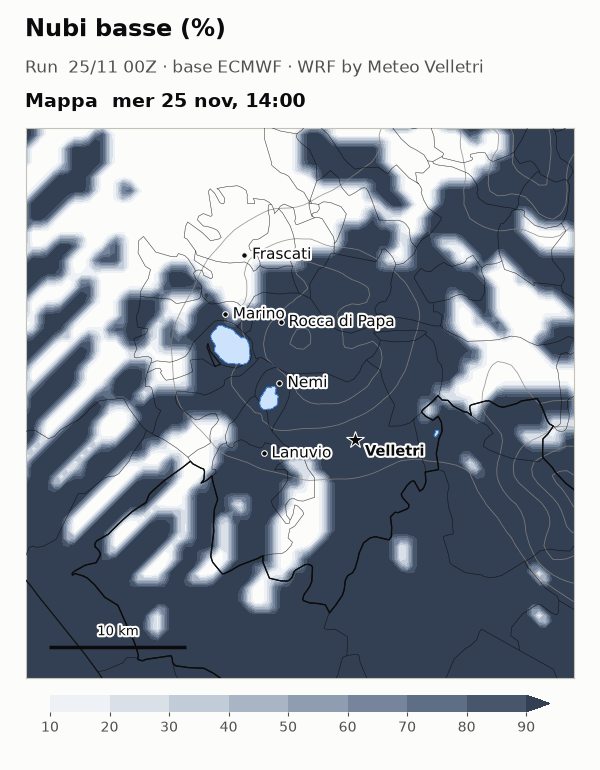 Nubi basse (%)
Run  25/11 00Z · base ECMWF · WRF by Meteo Velletri
Mappa  mer 25 nov, 14:00
Frascati
Marino
Rocca di Papa
Nemi
Velletri
Lanuvio
10 km
10 20 30 40 50 60 70 80 90